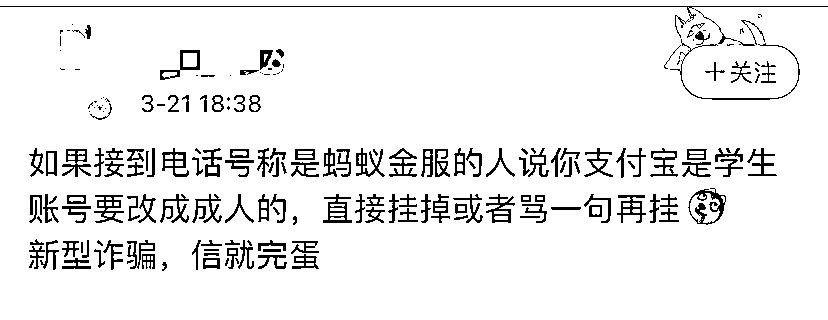 3-21 18:38
十关注
如果接到电话号称是蚂蚁金服的人说你支付宝是学生
账号要改成成人的，直接挂掉或者骂一句再挂
新型诈骗，信就完蛋